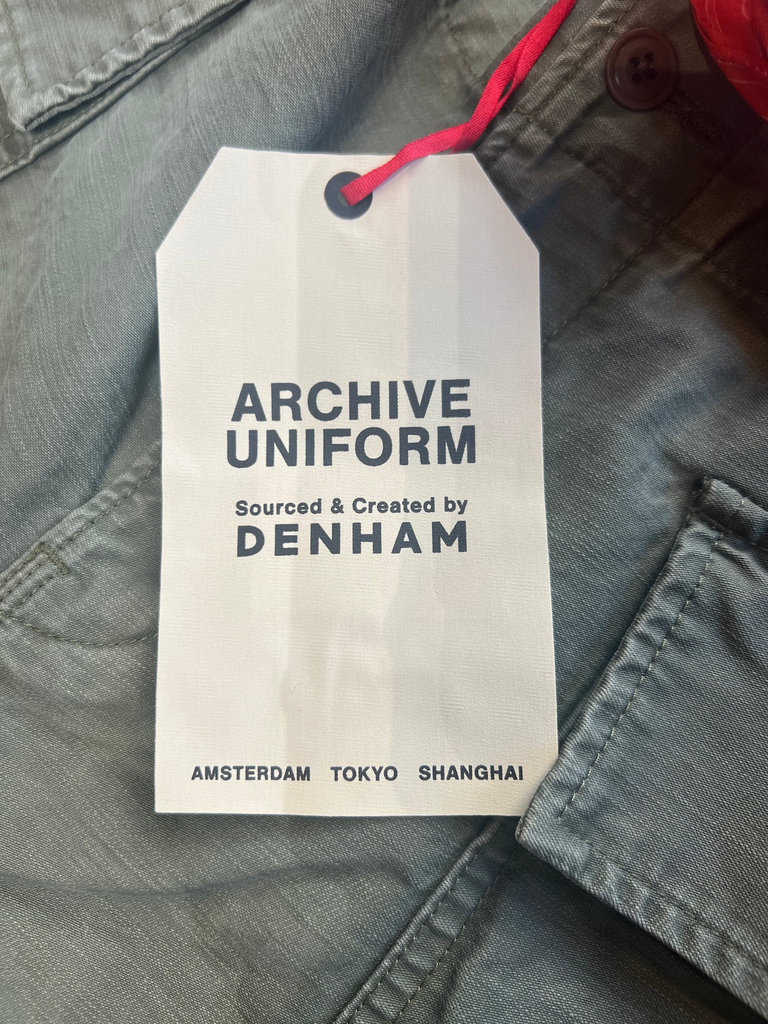 ARCHIVE
UNIFORM
Sourced & Created by
DENHAM
AMSTERDAM TOKYO SHANGHAI